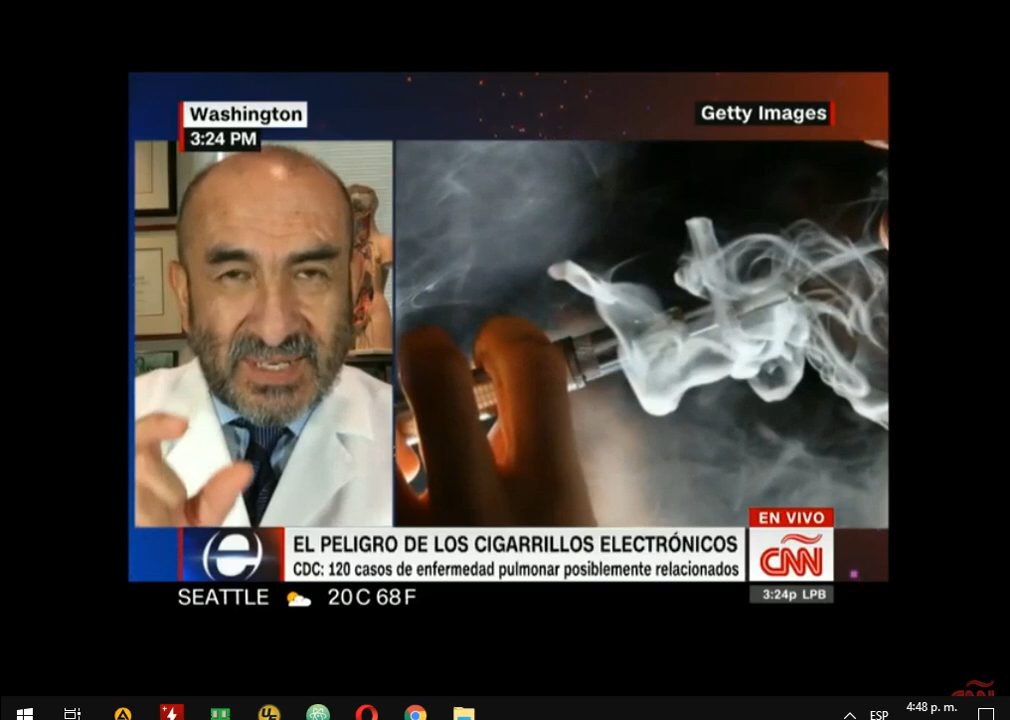 Washington
3:24 PM
Getty Images
EN VIVO
EL PELIGRO DE LOS CIGARRILLOS ELECTRÓNICOS
CDC: 120 casos de enfermedad pulmonar posiblemente relacionados
CNN
SEATTLE 20C 68F
3:24p LPB
ESP
4:48 p. m.